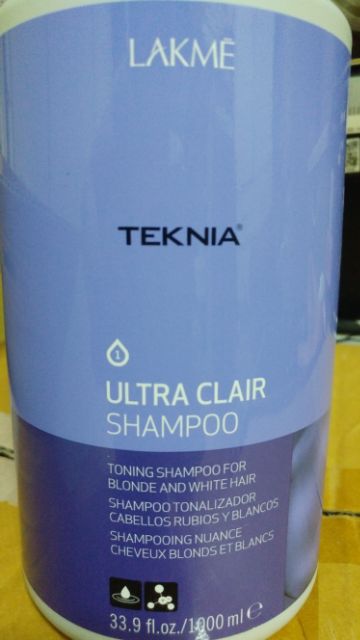 LAKMĒ
TEKNIA®
1
ULTRA CLAIR
SHAMPOO
TONING SHAMPOO FOR
BLONDE AND WHITE HAIR
SHAMPOO TONALIZADOR
CABELLOS RUBIOS Y BLANCOS
SHAMPOOING NUANCE
CHEVEUX BLONDS ET BLANCS
33.9 fl.oz./1000 ml ℮